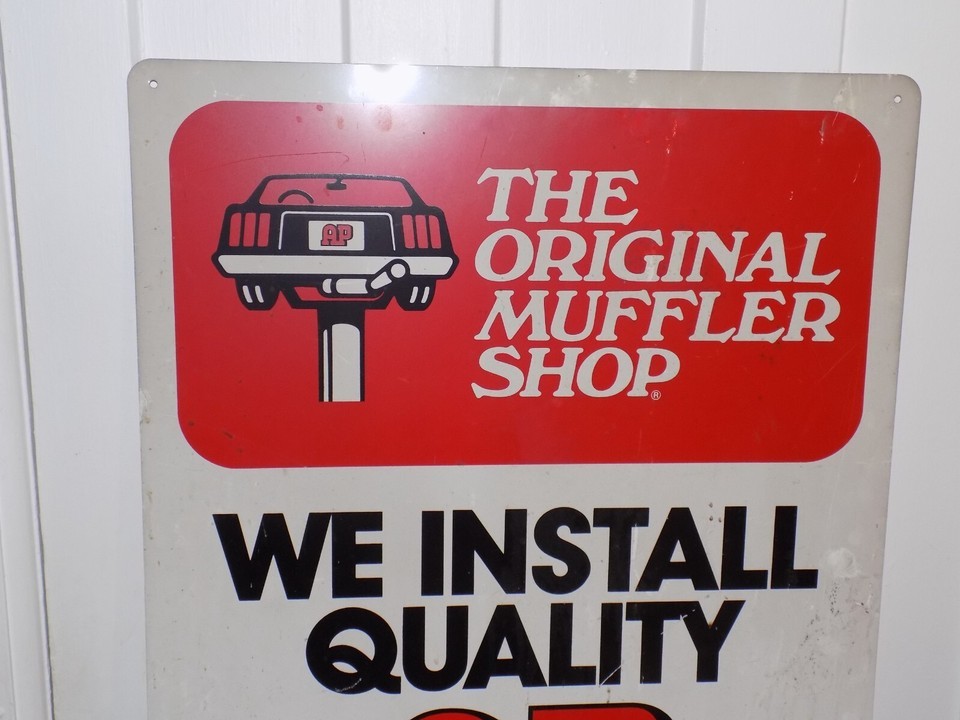 AP
THE
ORIGINAL
MUFFLER
SHOP®
WE INSTALL
QUALITY